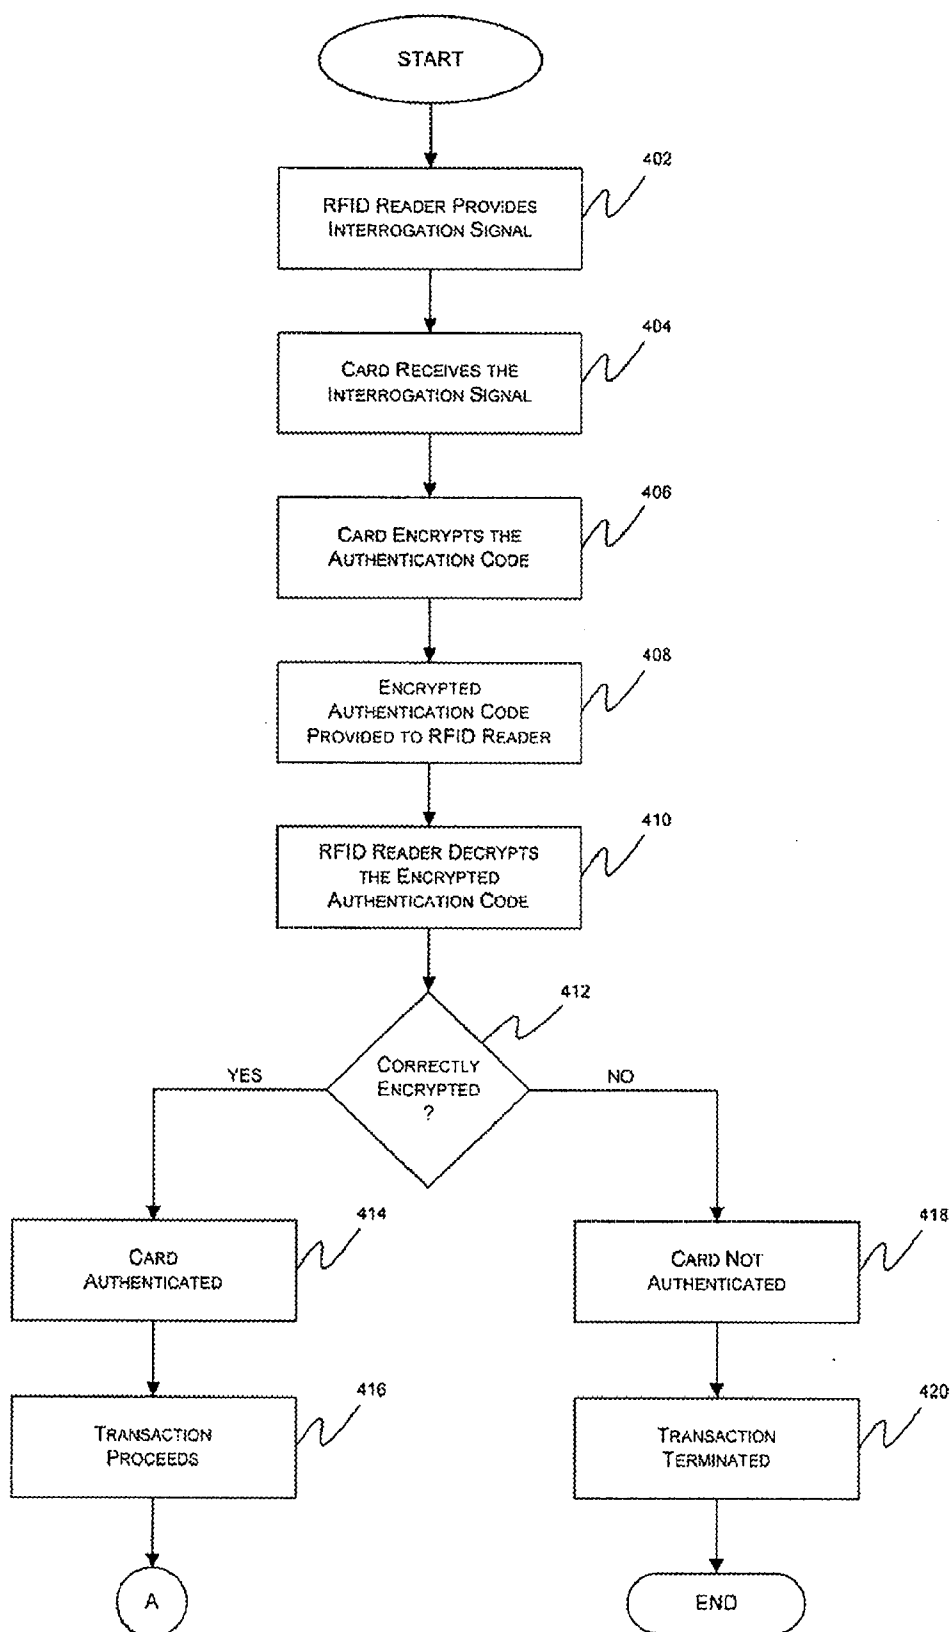 START
402
RFID READER PROVIDES
INTERROGATION SIGNAL
404
CARD RECEIVES THE
INTERROGATION SIGNAL
406
CARD ENCRYPTS THE
AUTHENTICATION CODE
408
ENCRYPTED
AUTHENTICATION CODE
PROVIDED TO RFID READER
410
RFID READER DECRYPTS
THE ENCRYPTED
AUTHENTICATION CODE
412
CORRECTLY
ENCRYPTED
?
YES
NO
414
CARD
AUTHENTICATED
418
CARD NOT
AUTHENTICATED
416
TRANSACTION
PROCEEDS
420
TRANSACTION
TERMINATED
A
END